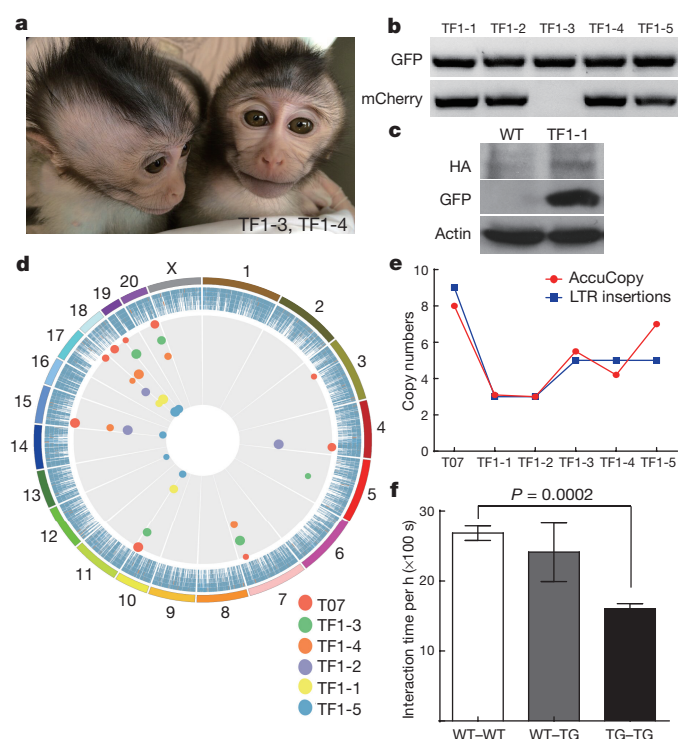 a
TF1-3, TF1-4
b
TF1-1 TF1-2 TF1-3 TF1-4 TF1-5
GFP
mCherry
c
WT TF1-1
HA
GFP
Actin
d
X 1 2 3 4 5 6 7 8 9 10 11 12 13 14 15 16 17 18 19 20
T07
TF1-3
TF1-4
TF1-2
TF1-1
TF1-5
e
Copy numbers
10
8
6
4
2
0
AccuCopy
LTR insertions
T07 TF1-1 TF1-2 TF1-3 TF1-4 TF1-5
f
P = 0.0002
Interaction time per h (×100 s)
30
20
10
WT–WT WT–TG TG–TG